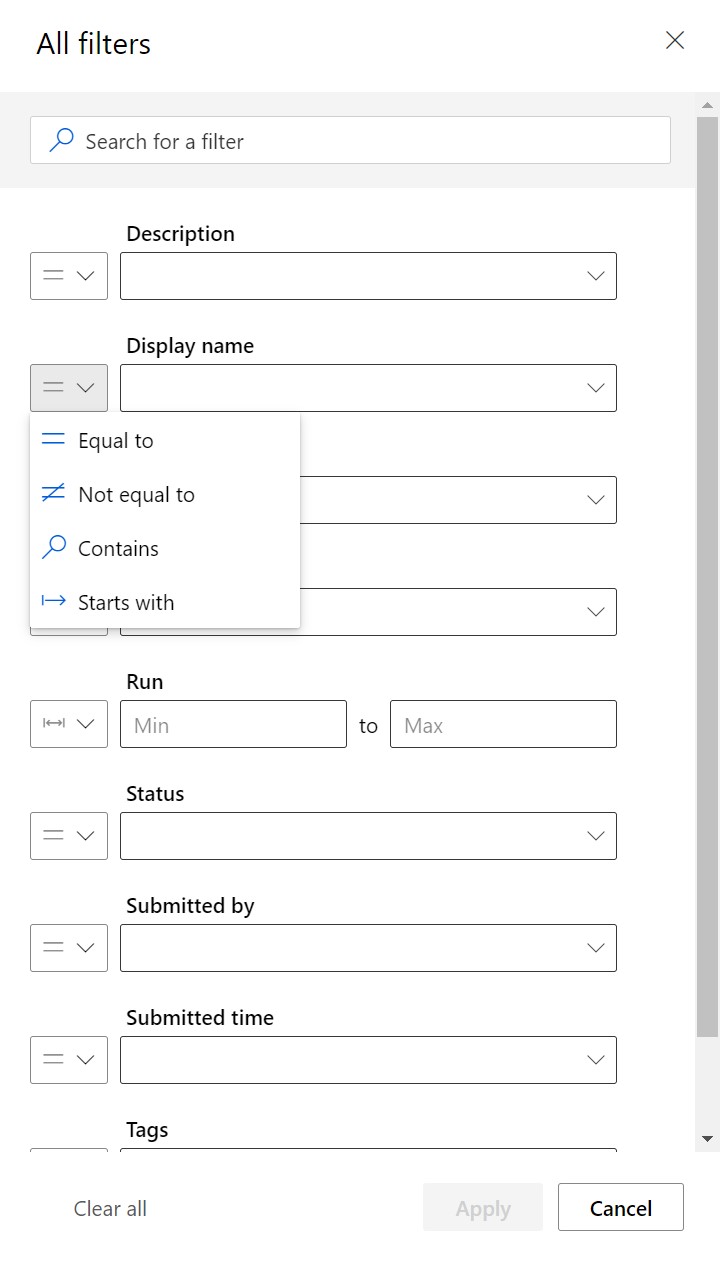 All filters
Search for a filter
Description
Display name
Equal to
Not equal to
Contains
Starts with
Run
Min to Max
Status
Submitted by
Submitted time
Tags
Clear all Apply Cancel